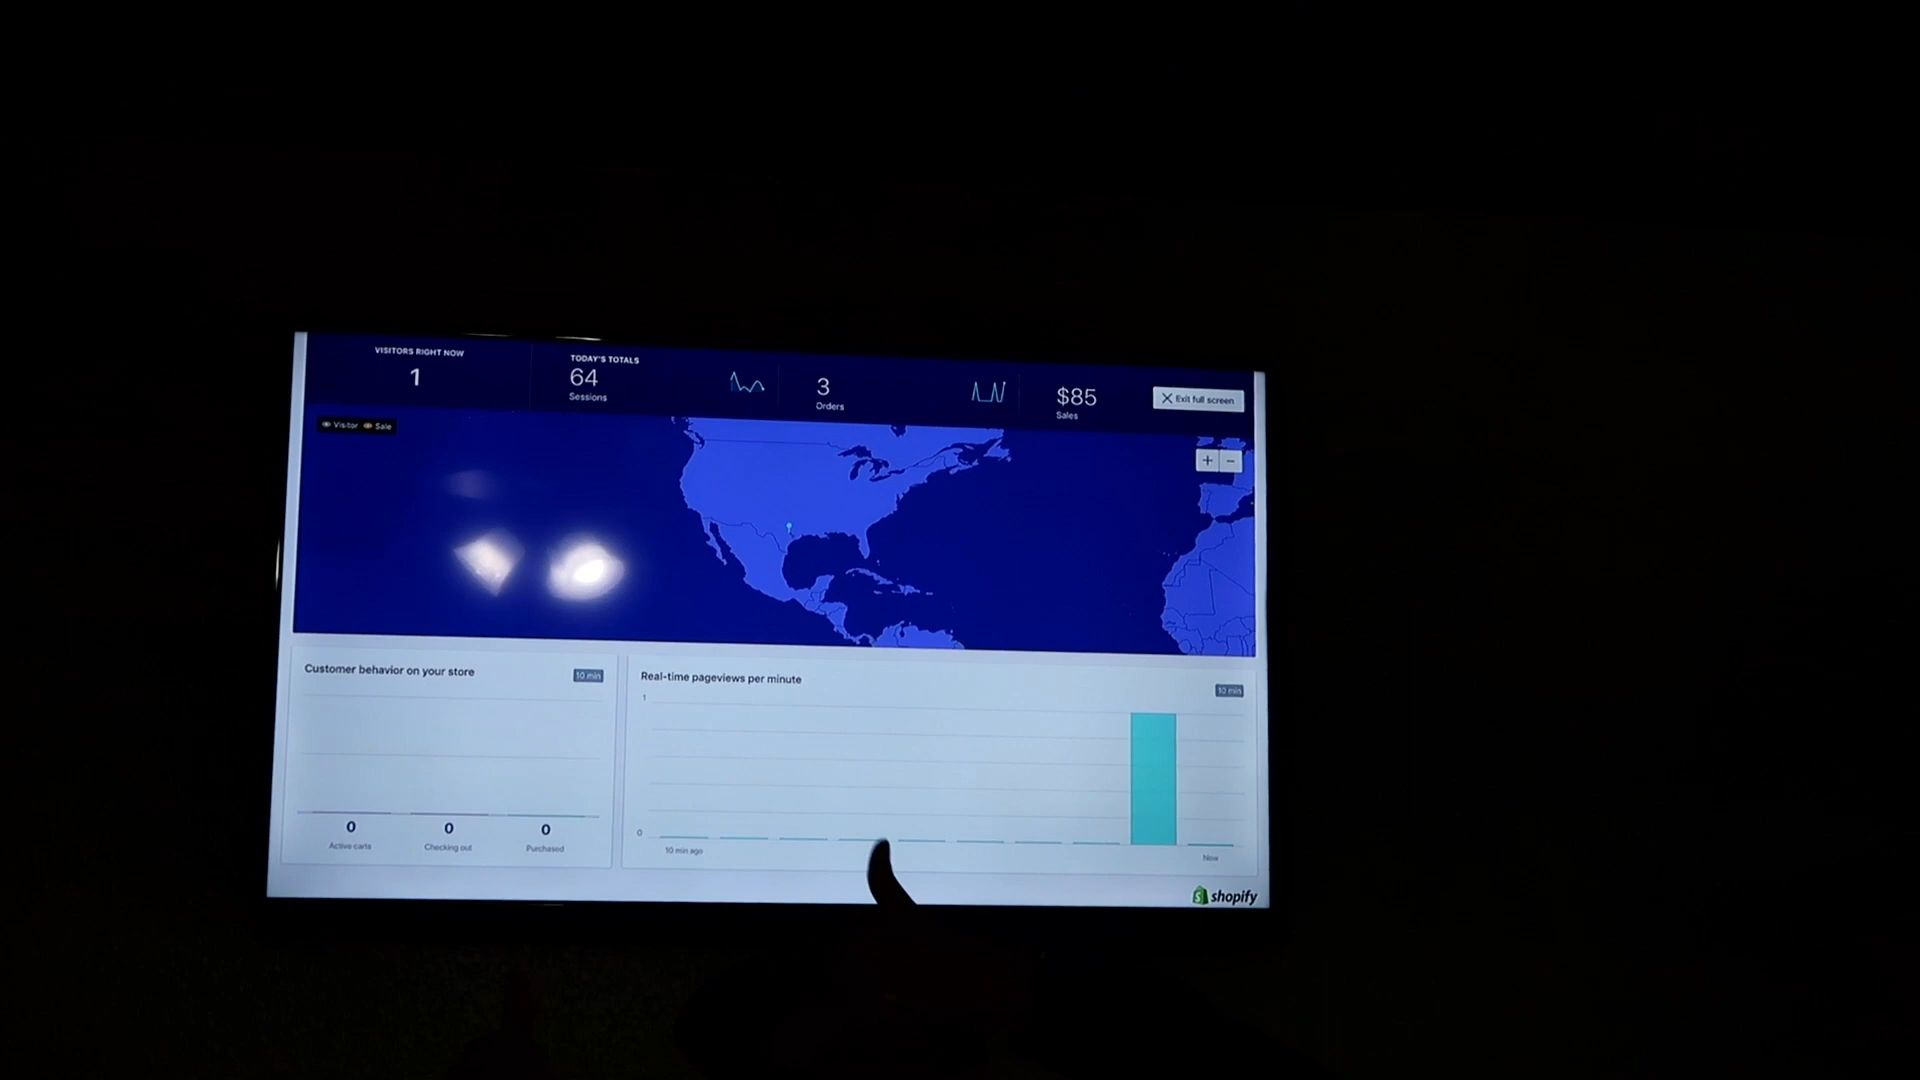 VISITORS RIGHT NOW
1
TODAY'S TOTALS
64
Sessions
3
Orders
$85
Sales
Exit full screen
Visitor Sale
+ −
Customer behavior on your store
10 min
0
Active carts
0
Checking out
0
Purchased
Real-time pageviews per minute
10 min
1
0
10 min ago
Now
shopify